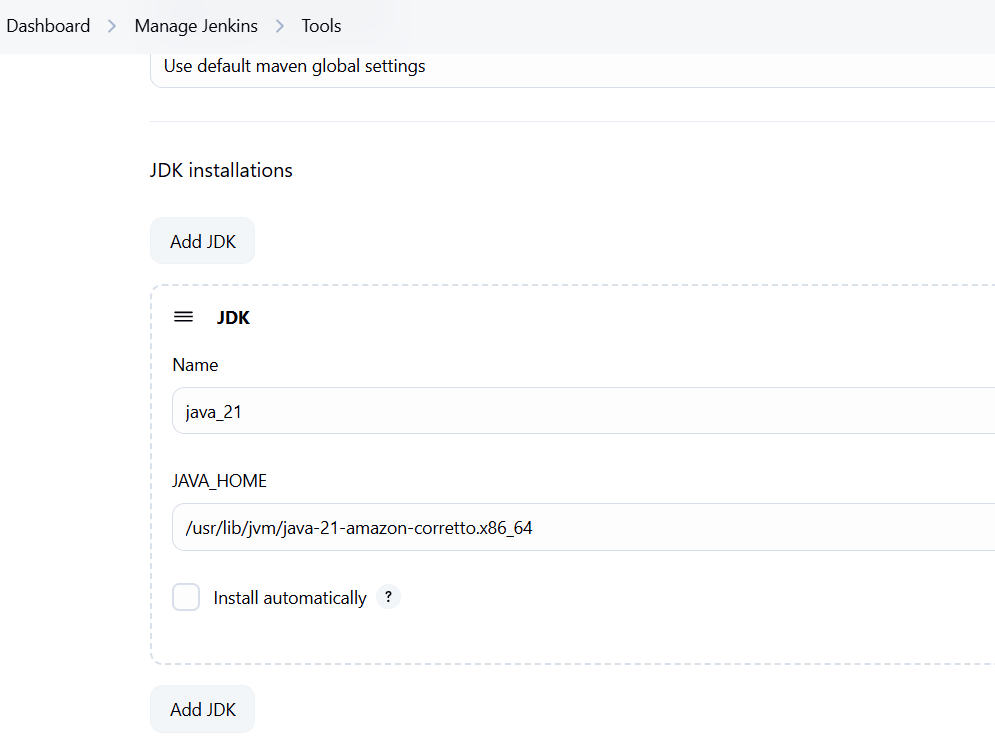 Dashboard > Manage Jenkins > Tools
Use default maven global settings
JDK installations
Add JDK
JDK
Name
java_21
JAVA_HOME
/usr/lib/jvm/java-21-amazon-corretto.x86_64
Install automatically ?
Add JDK